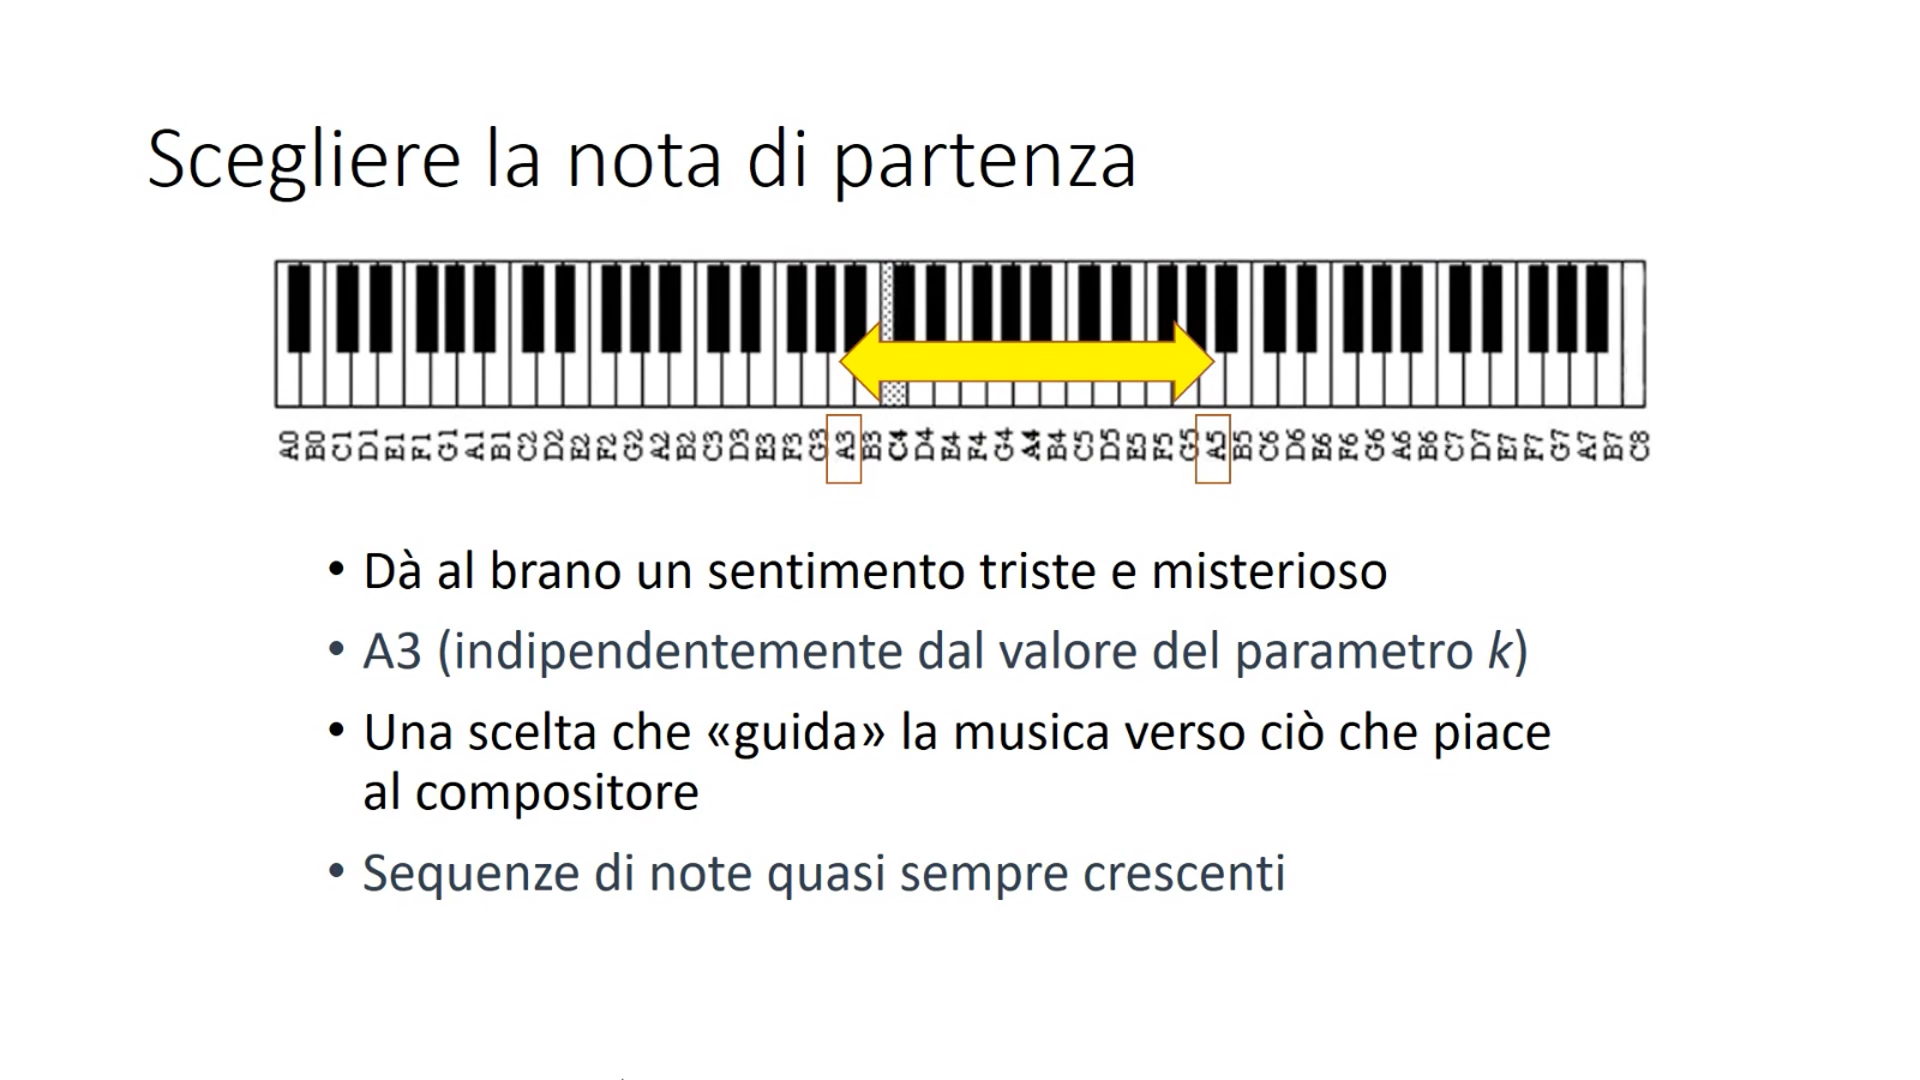 Scegliere la nota di partenza
A0 B0 C1 D1 E1 F1 G1 A1 B1 C2 D2 E2 F2 G2 A2 B2 C3 D3 E3 F3 G3 A3 B3 C4 D4 E4 F4 G4 A4 B4 C5 D5 E5 F5 G5 A5 B5 C6 D6 E6 F6 G6 A6 B6 C7 D7 E7 F7 G7 A7 B7 C8
• Dà al brano un sentimento triste e misterioso
• A3 (indipendentemente dal valore del parametro k)
• Una scelta che «guida» la musica verso ciò che piace
al compositore
• Sequenze di note quasi sempre crescenti